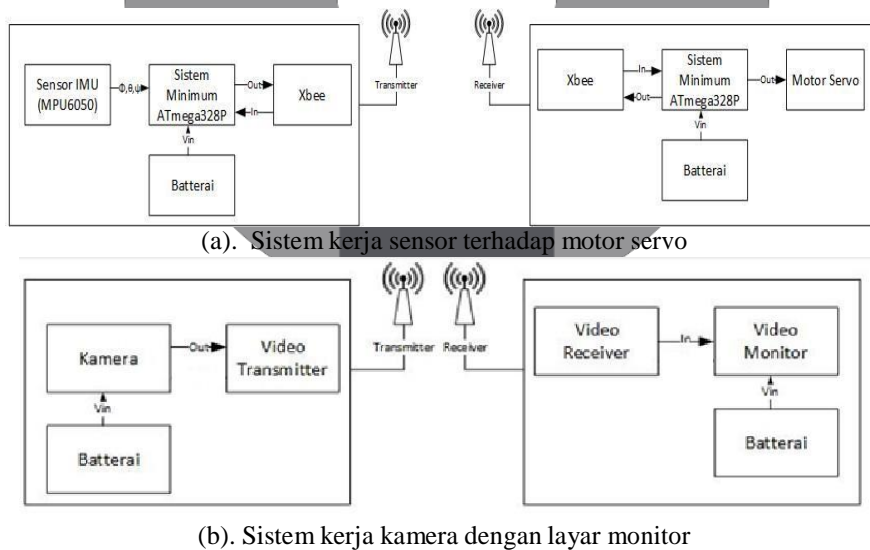 Sensor IMU
(MPU6050)
Φ,θ,ψ
Sistem
Minimum
ATmega328P
Out
In
Xbee
Vin
Batterai
Transmitter
Receiver
Xbee
In
Out
Sistem
Minimum
ATmega328P
Out
Motor Servo
Vin
Batterai
(a). Sistem kerja sensor terhadap motor servo
Kamera
Out
Video
Transmitter
Vin
Batterai
Transmitter
Receiver
Video
Receiver
In
Video
Monitor
Vin
Batterai
(b). Sistem kerja kamera dengan layar monitor